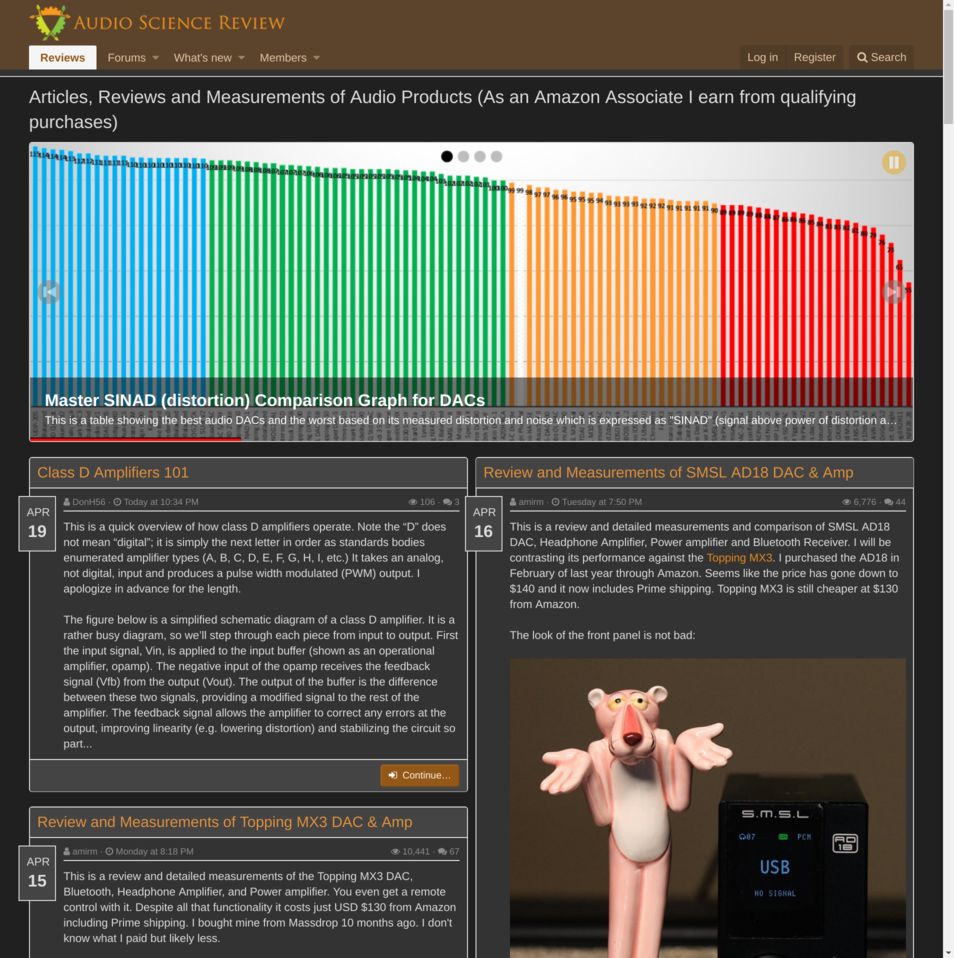 AUDIO SCIENCE REVIEW
Reviews Forums What's new Members Log in Register Search
Articles, Reviews and Measurements of Audio Products (As an Amazon Associate I earn from qualifying
purchases)
Master SINAD (distortion) Comparison Graph for DACs
This is a table showing the best audio DACs and the worst based on its measured distortion and noise which is expressed as "SINAD" (signal above power of distortion a...
Class D Amplifiers 101
APR
19
DonH56 · Today at 10:34 PM 106 · 3
This is a quick overview of how class D amplifiers operate. Note the “D” does
not mean “digital”; it is simply the next letter in order as standards bodies
enumerated amplifier types (A, B, C, D, E, F, G, H, I, etc.) It takes an analog,
not digital, input and produces a pulse width modulated (PWM) output. I
apologize in advance for the length.
The figure below is a simplified schematic diagram of a class D amplifier. It is a
rather busy diagram, so we’ll step through each piece from input to output. First
the input signal, Vin, is applied to the input buffer (shown as an operational
amplifier, opamp). The negative input of the opamp receives the feedback
signal (Vfb) from the output (Vout). The output of the buffer is the difference
between these two signals, providing a modified signal to the rest of the
amplifier. The feedback signal allows the amplifier to correct any errors at the
output, improving linearity (e.g. lowering distortion) and stabilizing the circuit so
part...
Continue…
Review and Measurements of Topping MX3 DAC & Amp
APR
15
amirm · Monday at 8:18 PM 10,441 · 67
This is a review and detailed measurements of the Topping MX3 DAC,
Bluetooth, Headphone Amplifier, and Power amplifier. You even get a remote
control with it. Despite all that functionality it costs just USD $130 from Amazon
including Prime shipping. I bought mine from Massdrop 10 months ago. I don't
know what I paid but likely less.
Review and Measurements of SMSL AD18 DAC & Amp
APR
16
amirm · Tuesday at 7:50 PM 6,776 · 44
This is a review and detailed measurements and comparison of SMSL AD18
DAC, Headphone Amplifier, Power amplifier and Bluetooth Receiver. I will be
contrasting its performance against the Topping MX3. I purchased the AD18 in
February of last year through Amazon. Seems like the price has gone down to
$140 and it now includes Prime shipping. Topping MX3 is still cheaper at $130
from Amazon.
The look of the front panel is not bad:
S.M.S.L
07 PCM
AD
18
USB
NO SIGNAL